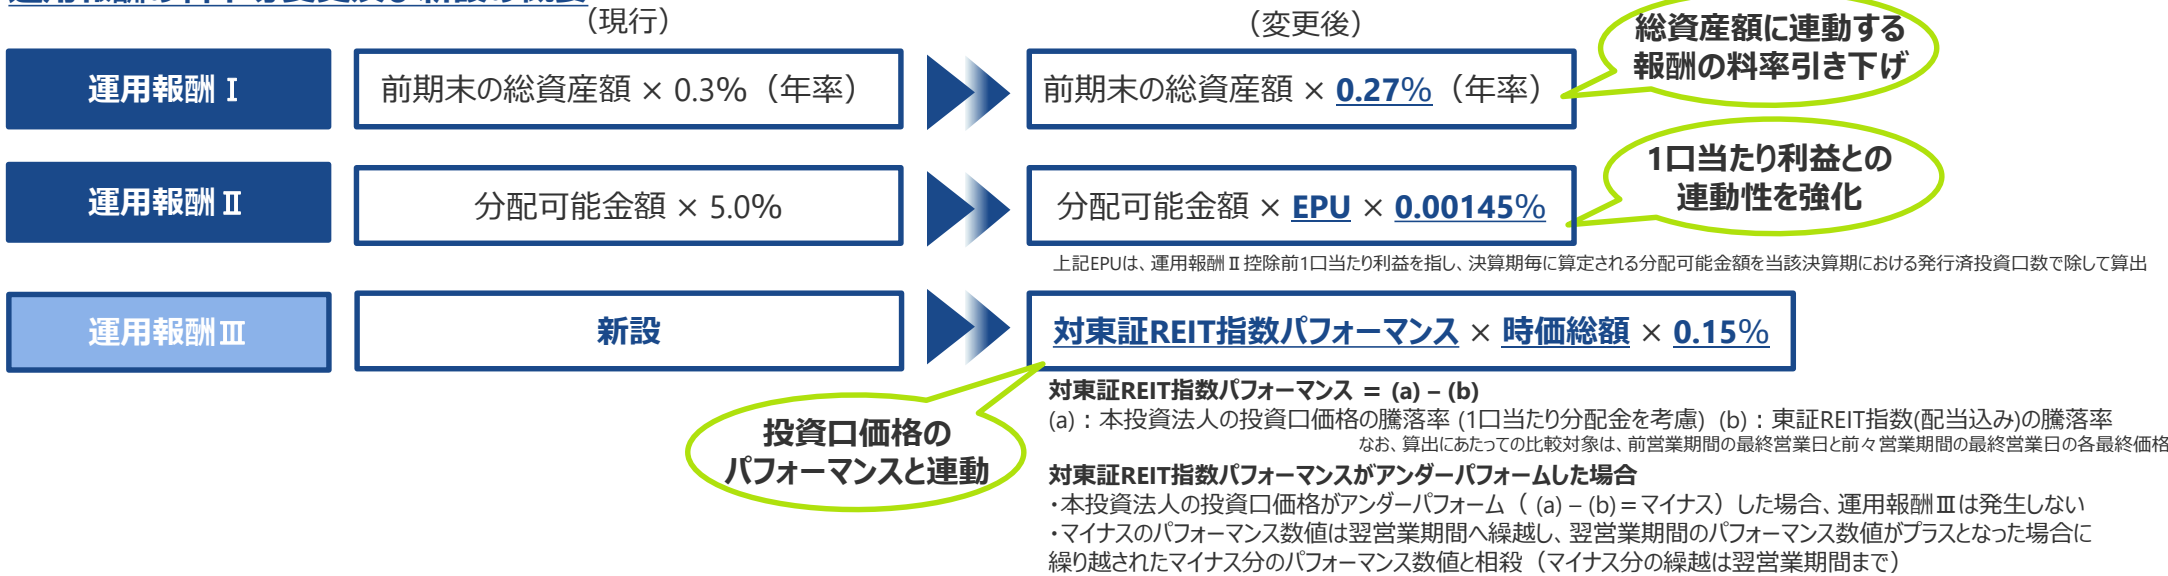 （現行）
（変更後）
総資産額に連動する
報酬の料率引き下げ
運用報酬Ⅰ
前期末の総資産額 × 0.3%（年率）
前期末の総資産額 × 0.27%（年率）
1口当たり利益との
連動性を強化
運用報酬Ⅱ
分配可能金額 × 5.0%
分配可能金額 × EPU × 0.00145%
上記EPUは、運用報酬Ⅱ控除前1口当たり利益を指し、決算期毎に算定される分配可能金額を当該決算期における発行済投資口数で除して算出
運用報酬Ⅲ
新設
対東証REIT指数パフォーマンス × 時価総額 × 0.15%
投資口価格の
パフォーマンスと連動
対東証REIT指数パフォーマンス ＝ (a) – (b)
(a)：本投資法人の投資口価格の騰落率 (1口当たり分配金を考慮) (b)：東証REIT指数(配当込み)の騰落率
なお、算出にあたっての比較対象は、前営業期間の最終営業日と前々営業期間の最終営業日の各最終価格
対東証REIT指数パフォーマンスがアンダーパフォームした場合
・本投資法人の投資口価格がアンダーパフォーム（ (a) – (b)＝マイナス）した場合、運用報酬Ⅲは発生しない
・マイナスのパフォーマンス数値は翌営業期間へ繰越し、翌営業期間のパフォーマンス数値がプラスとなった場合に
繰り越されたマイナス分のパフォーマンス数値と相殺（マイナス分の繰越は翌営業期間まで）